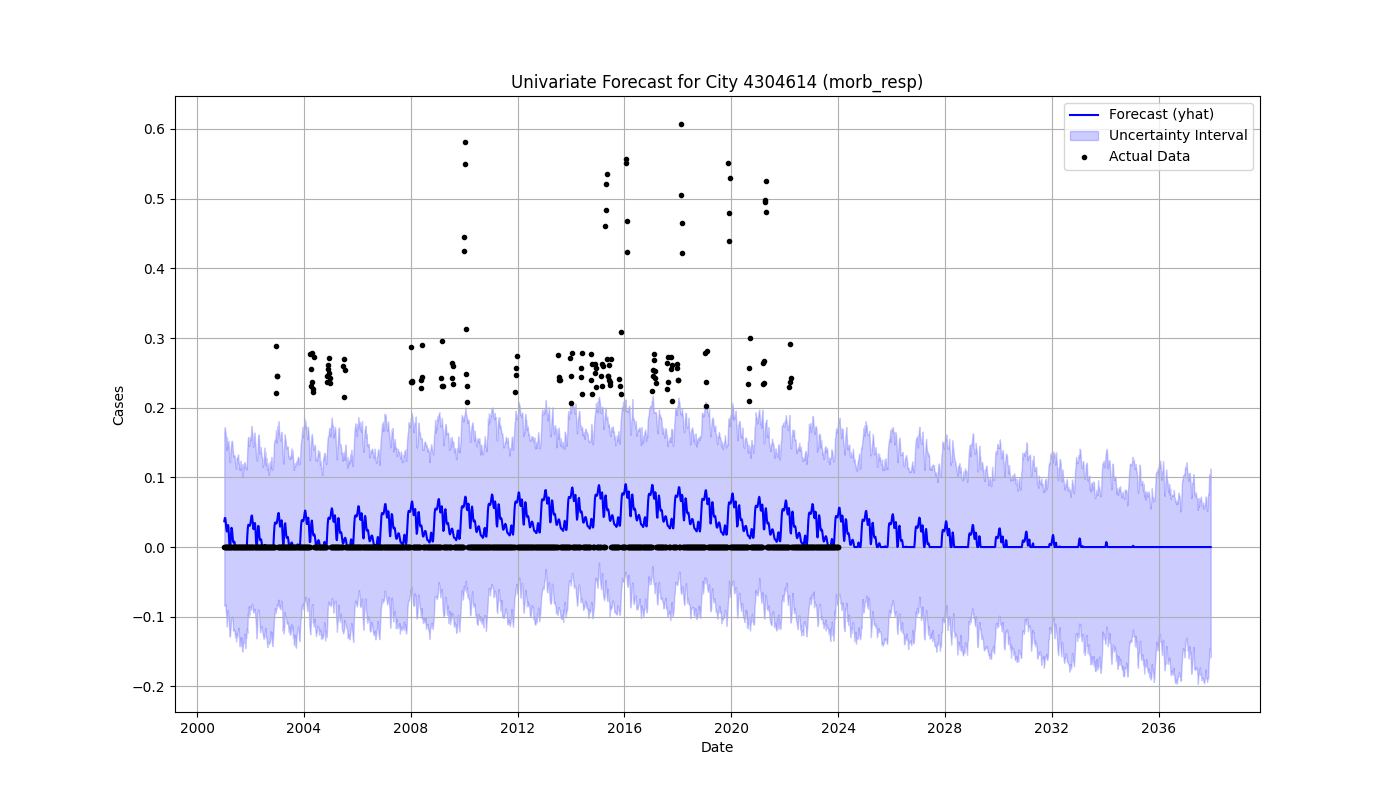 Univariate Forecast for City 4304614 (morb_resp)
Forecast (yhat)
Uncertainty Interval
Actual Data
Cases
0.6
0.5
0.4
0.3
0.2
0.1
0.0
−0.1
−0.2
2000 2004 2008 2012 2016 2020 2024 2028 2032 2036
Date